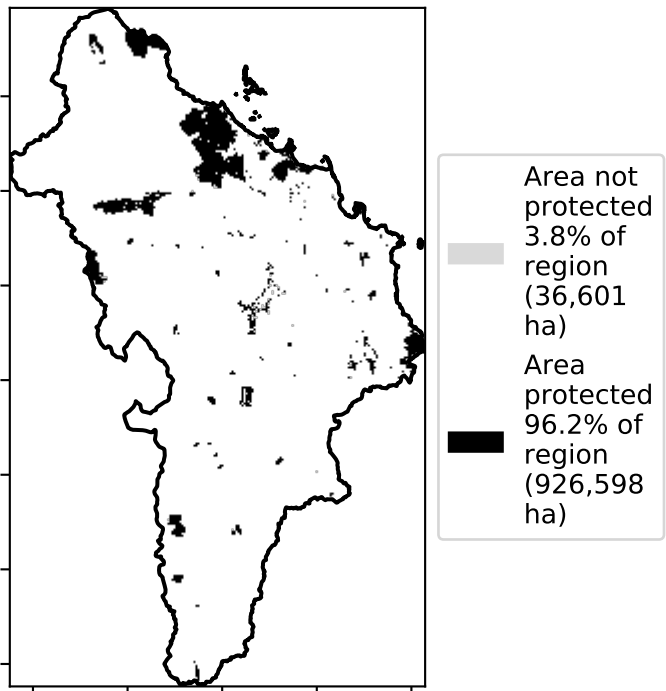 Area not
protected
3.8% of
region
(36,601
ha)
Area
protected
96.2% of
region
(926,598
ha)